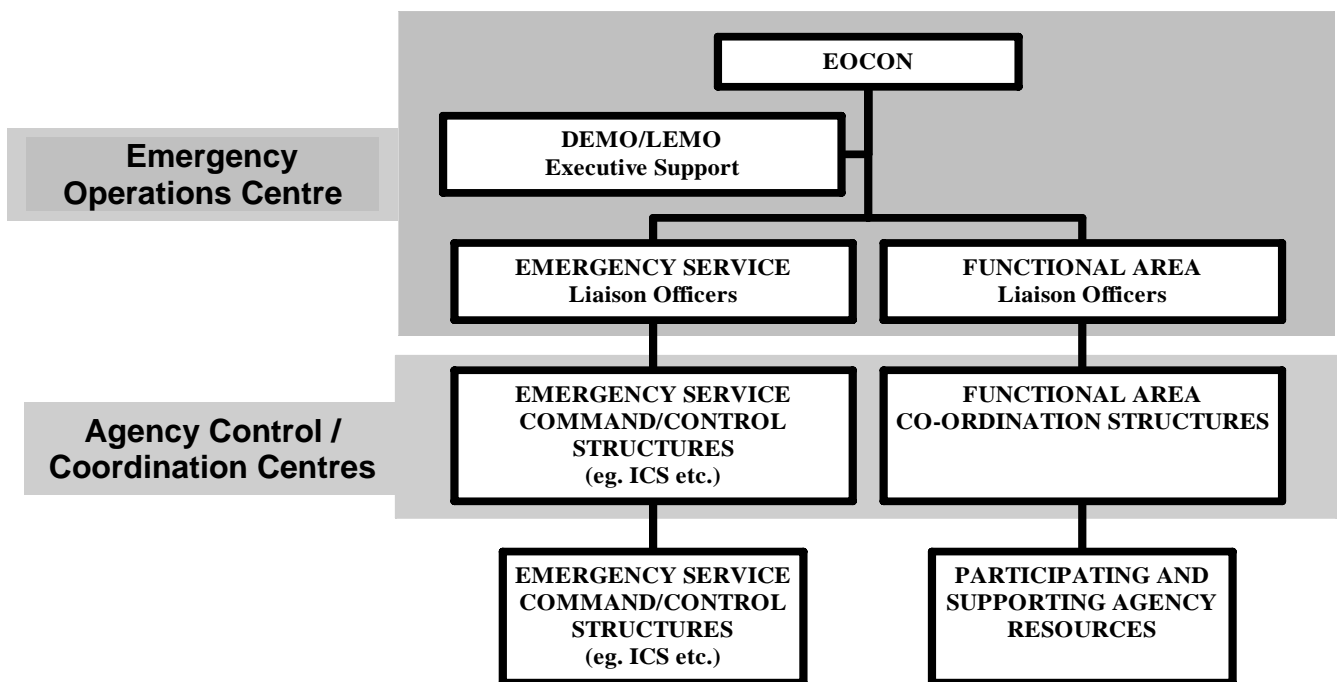 EOCON
DEMO/LEMO
Executive Support
Emergency
Operations Centre
EMERGENCY SERVICE
Liaison Officers
FUNCTIONAL AREA
Liaison Officers
Agency Control /
Coordination Centres
EMERGENCY SERVICE
COMMAND/CONTROL
STRUCTURES
(eg. ICS etc.)
FUNCTIONAL AREA
CO-ORDINATION STRUCTURES
EMERGENCY SERVICE
COMMAND/CONTROL
STRUCTURES
(eg. ICS etc.)
PARTICIPATING AND
SUPPORTING AGENCY
RESOURCES